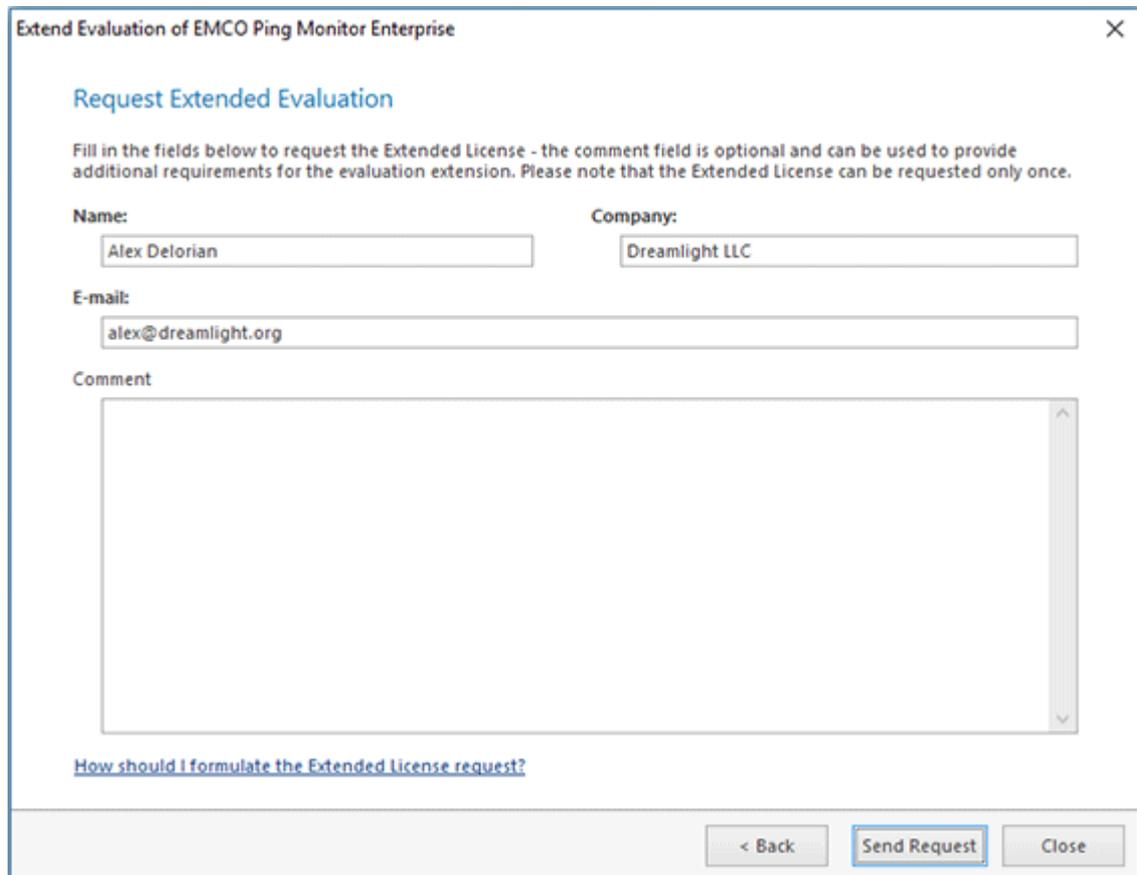 Extend Evaluation of EMCO Ping Monitor Enterprise
Request Extended Evaluation
Fill in the fields below to request the Extended License - the comment field is optional and can be used to provide
additional requirements for the evaluation extension. Please note that the Extended License can be requested only once.
Name: Company:
Alex Delorian Dreamlight LLC
E-mail:
alex@dreamlight.org
Comment
How should I formulate the Extended License request?
< Back Send Request Close